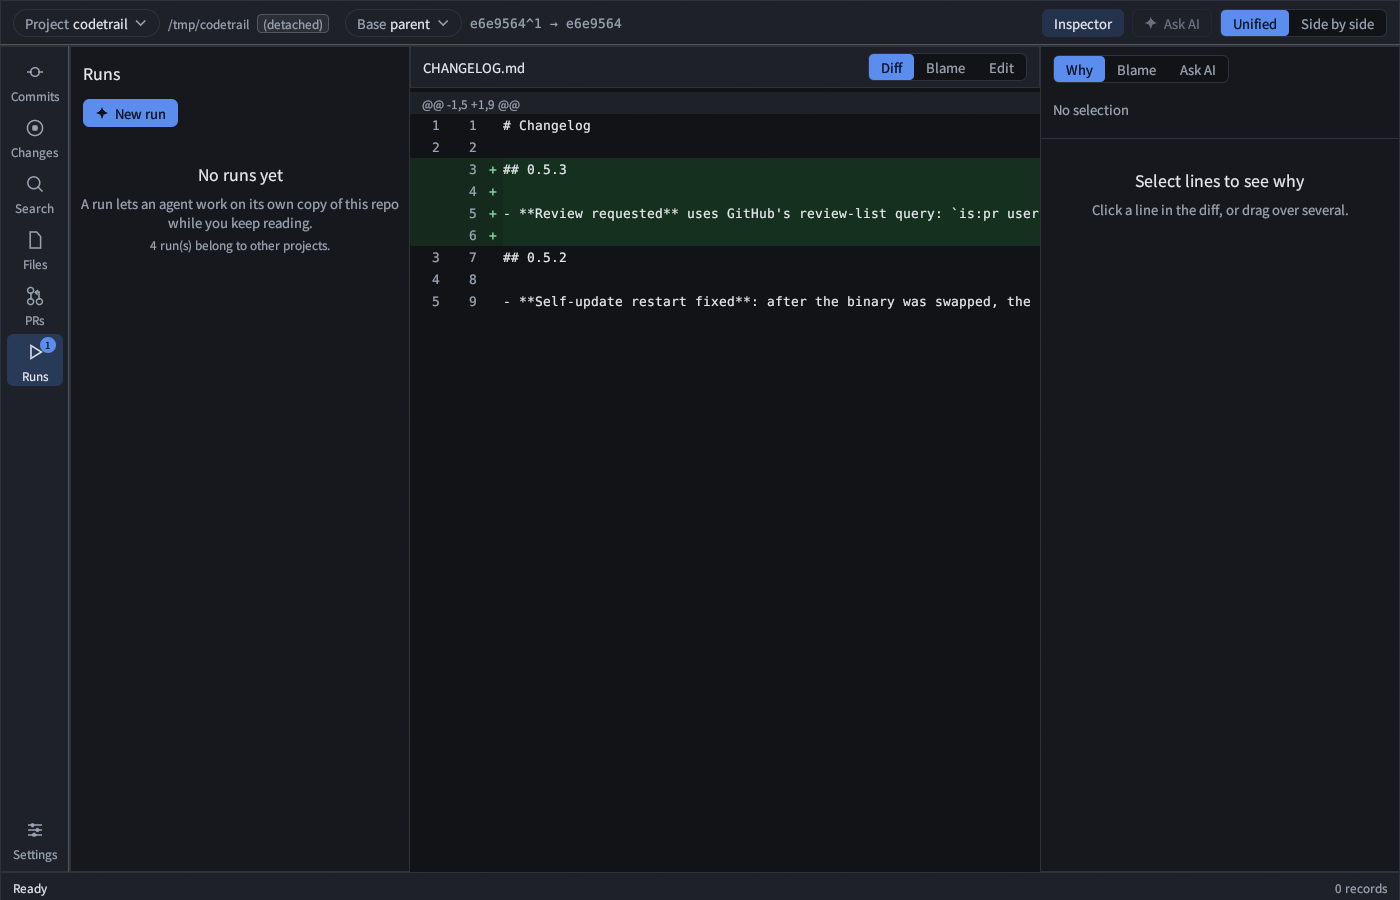 Project codetrail /tmp/codetrail (detached) Base parent e6e9564^1 → e6e9564 Inspector Ask AI Unified Side by side
Commits
Changes
Search
Files
PRs
1
Runs
Settings
Runs
New run
No runs yet
A run lets an agent work on its own copy of this repo
while you keep reading.
4 run(s) belong to other projects.
CHANGELOG.md Diff Blame Edit
@@ -1,5 +1,9 @@
1 1 # Changelog
2 2
3 + ## 0.5.3
4 +
5 + - **Review requested** uses GitHub's review-list query: `is:pr user
6 +
3 7 ## 0.5.2
4 8
5 9 - **Self-update restart fixed**: after the binary was swapped, the
Why Blame Ask AI
No selection
Select lines to see why
Click a line in the diff, or drag over several.
Ready 0 records